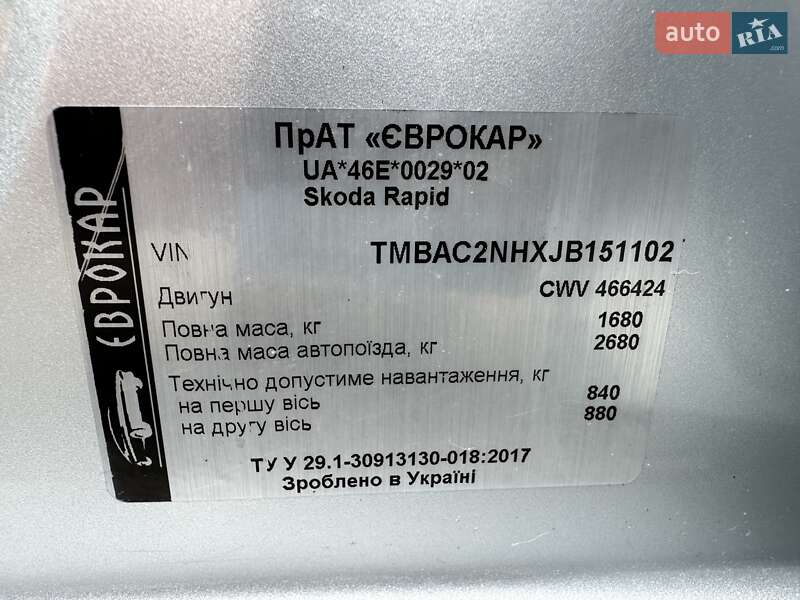 auto RIA .com
ПрАТ «ЄВРОКАР»
UA*46E*0029*02
Skoda Rapid
ЄВРОКАР
VIN TMBAC2NHXJB151102
Двигун CWV 466424
Повна маса, кг 1680
Повна маса автопоїзда, кг 2680
Технічно допустиме навантаження, кг
на першу вісь 840
на другу вісь 880
ТУ У 29.1-30913130-018:2017
Зроблено в Україні